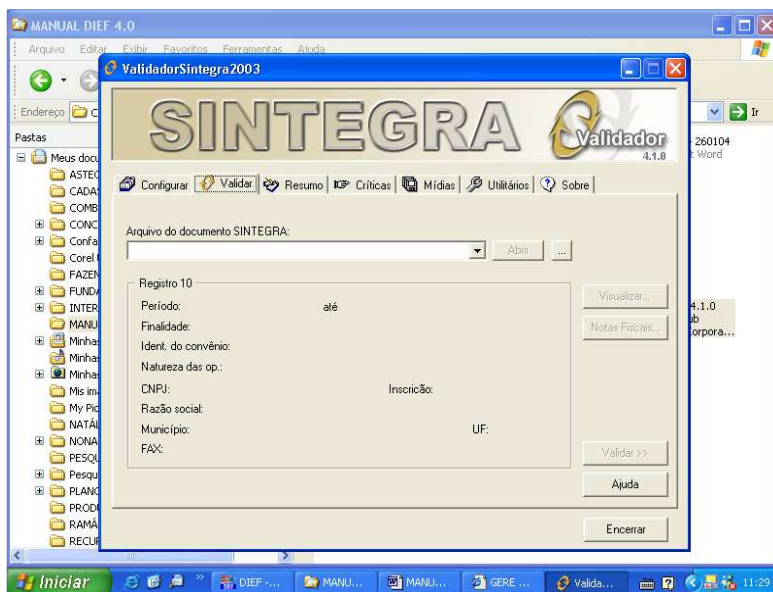 MANUAL DIEF 4.0
Arquivo Editar Exibir Favoritos Ferramentas Ajuda
Endereço
Ir
ValidadorSintegra2003
SINTEGRA
Validador
4.1.0
Configurar Validar Resumo Críticas Mídias Utilitários Sobre
Arquivo do documento SINTEGRA:
Abrir ...
Registro 10
Período: até
Finalidade:
Ident. do convênio:
Natureza das op.:
CNPJ: Inscrição:
Razão social:
Município: UF:
FAX:
Visualizar...
Notas Fiscais...
Validar >>
Ajuda
Encerrar
Pastas
Meus docu
ASTEC
CADA
COMB
CONC
Confa
Corel
FAZEN
FUNDA
INTER
MANU
Minha
Minha
Minha
Mis im
My Pic
NATÁL
NONA
PESQU
Pesqu
PLANO
PROD
RAMÁ
RECUR
260104
Word
4.1.0
ub
Corpora...
Iniciar » DIEF -... MANU... MANU... GERE ... Valida... 11:29